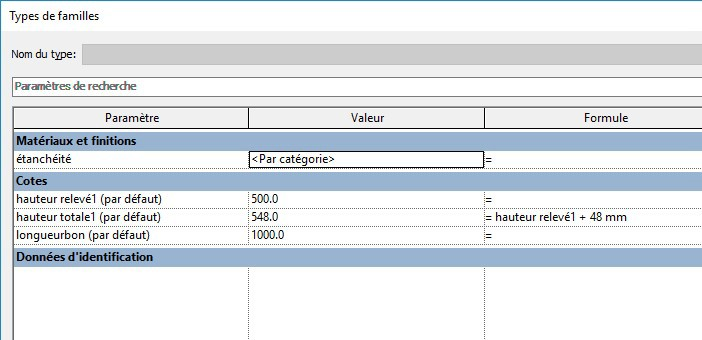 Types de familles
Nom du type:
Paramètres de recherche
Paramètre Valeur Formule
Matériaux et finitions
étanchéité <Par catégorie> =
Cotes
hauteur relevé1 (par défaut) 500.0 =
hauteur totale1 (par défaut) 548.0 = hauteur relevé1 + 48 mm
longueurbon (par défaut) 1000.0 =
Données d'identification